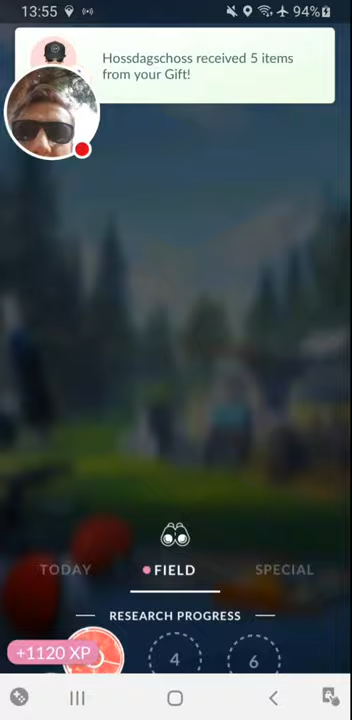 13:55
94%
Hossdagschoss received 5 items
from your Gift!
TODAY
FIELD
SPECIAL
RESEARCH PROGRESS
+1120 XP
4
6